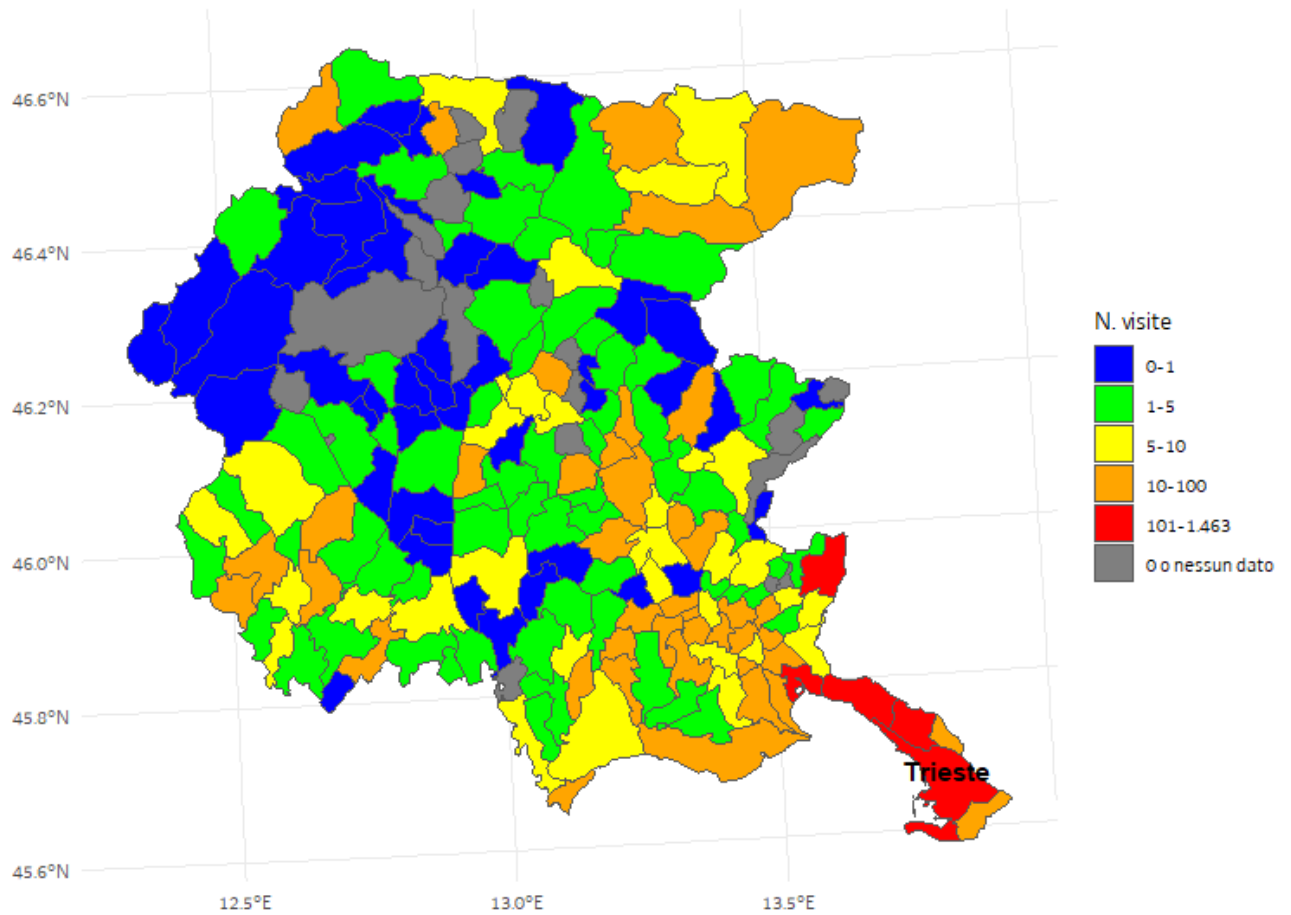 46.6°N
46.4°N
46.2°N
46.0°N
45.8°N
45.6°N
12.5°E
13.0°E
13.5°E
Trieste
N. visite
0-1
1-5
5-10
10-100
101-1.463
0 o nessun dato